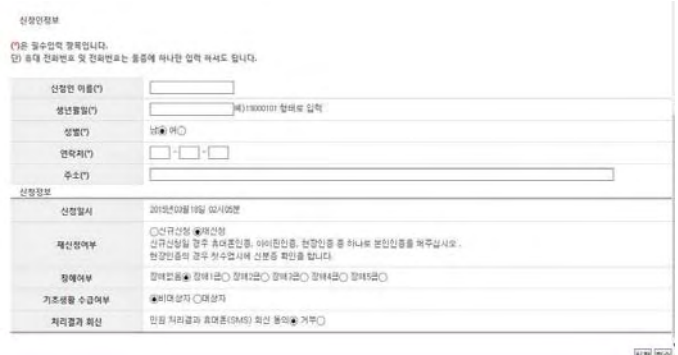 신청인정보
(*)은 필수입력 항목입니다.
단) 휴대 전화번호 및 전화번호는 둘중에 하나만 입력 하셔도 됩니다.
신청인 이름(*)
생년월일(*) 예)19000101 형태로 입력
성별(*) 남 여
연락처(*) - -
주소(*)
신청정보
신청일시 2015년03월18일 02시05분
재신청여부 신규신청 재신청
신규신청일 경우 휴대폰인증, 아이핀인증, 현장인증 중 하나로 본인인증을 해주십시오.
현장인증의 경우 첫수업시에 신분증 확인을 합니다.
장애여부 장애없음 장애1급 장애2급 장애3급 장애4급 장애5급
기초생활 수급여부 비대상자 대상자
처리결과 회신 민원 처리결과 휴대폰(SMS) 회신 동의 거부
신청 취소